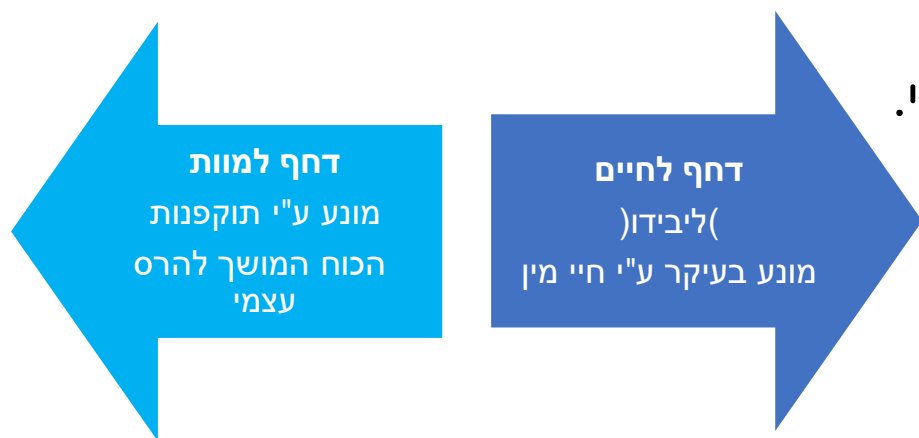 י.
דחף לחיים
)ליבידו(
מונע בעיקר ע"י חיי מין
דחף למוות
מונע ע"י תוקפנות
הכוח המושך להרס
עצמי